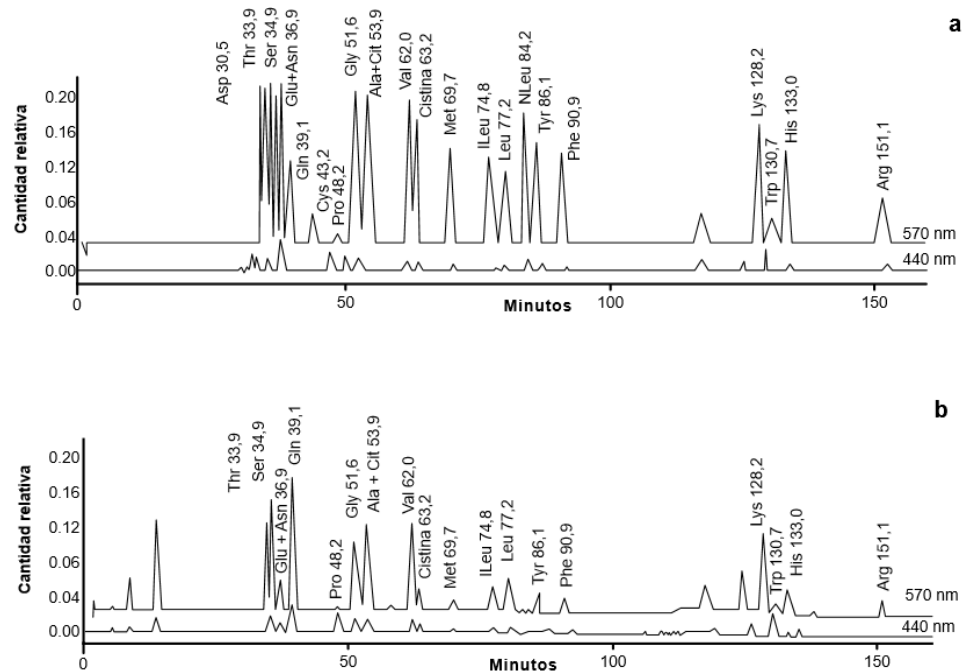 a
Cantidad relativa
0.20
0.16
0.12
0.06
0.04
0.00
Asp 30,5
Thr 33,9
Ser 34,9
Glu+Asn 36,9
Gln 39,1
Cys 43,2
Pro 48,2
Gly 51,6
Ala+Cit 53,9
Val 62,0
Cistina 63,2
Met 69,7
ILeu 74,8
Leu 77,2
NLeu 84,2
Tyr 86,1
Phe 90,9
Lys 128,2
Trp 130,7
His 133,0
Arg 151,1
570 nm
440 nm
0 50 100 150
Minutos
b
Cantidad relativa
0.20
0.16
0.12
0.08
0.04
0.00
Thr 33,9
Ser 34,9
Glu + Asn 36,9
Gln 39,1
Pro 48,2
Gly 51,6
Ala + Cit 53,9
Val 62,0
Cistina 63,2
Met 69,7
ILeu 74,8
Leu 77,2
Tyr 86,1
Phe 90,9
Lys 128,2
Trp 130,7
His 133,0
Arg 151,1
570 nm
440 nm
0 50 100 150
Minutos